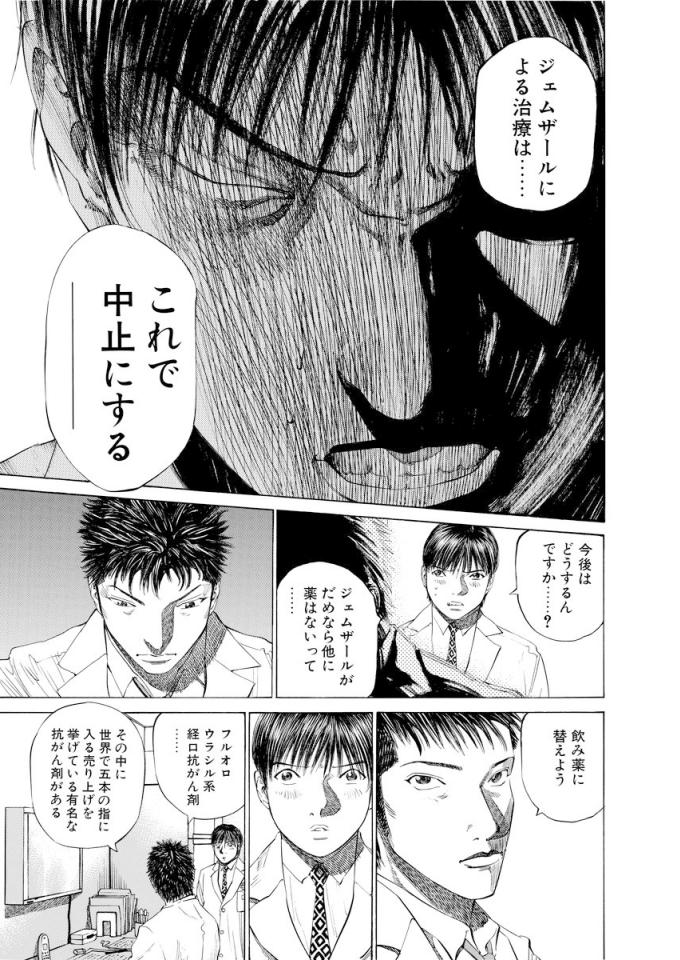 ジェムザールに
よる治療は……
これで
中止にする
――
今後は
どうするん
ですか……?
ジェムザールが
だめなら他に
薬はないって
……
飲み薬に
替えよう
フルオロ
ウラシル系
経口抗がん剤
……
その中に
世界で五本の指に
入る売り上げを
挙げている有名な
抗がん剤がある